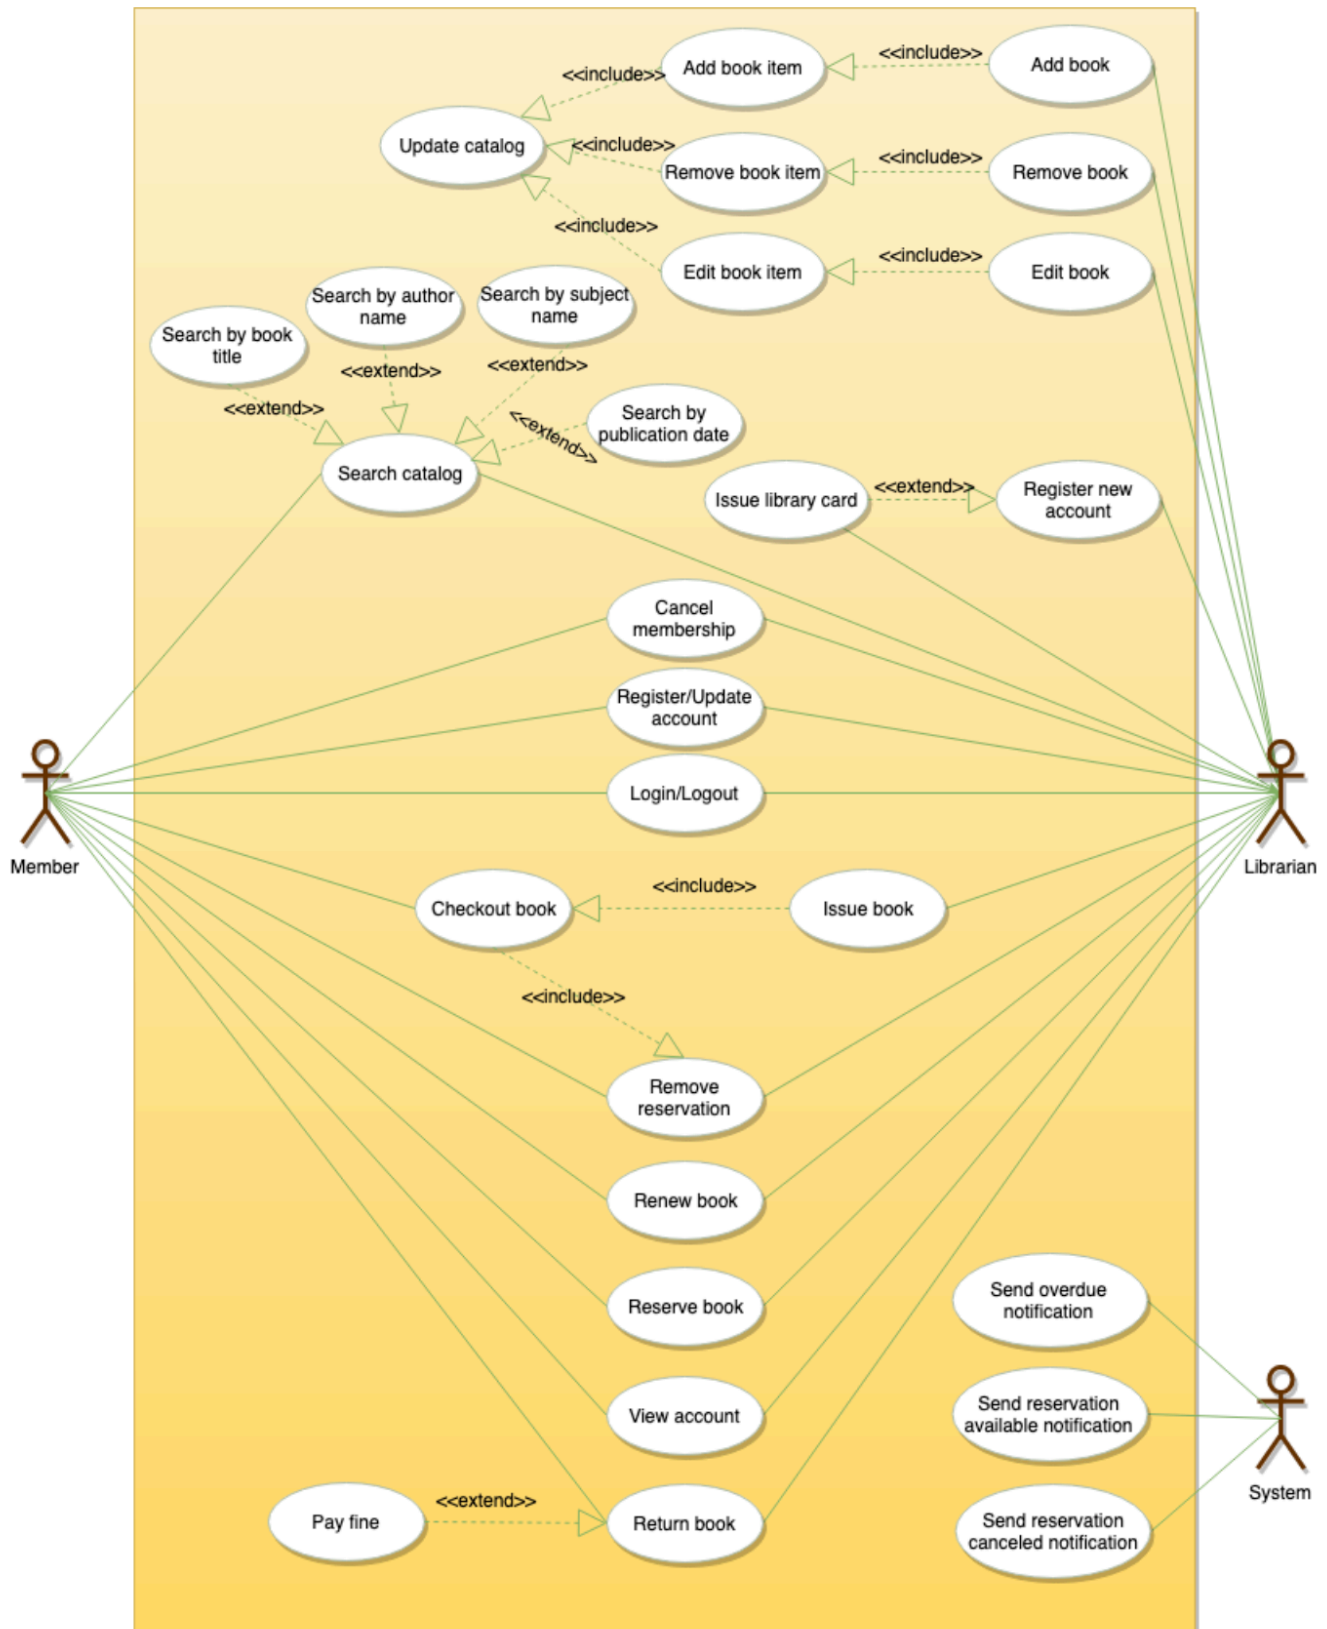 <<include>>
Add book item
<<include>>
Add book
Update catalog
<<include>>
Remove book item
<<include>>
Remove book
<<include>>
Edit book item
<<include>>
Edit book
Search by book
title
Search by author
name
Search by subject
name
<<extend>>
<<extend>>
<<extend>>
<<extend>>
Search by
publication date
Search catalog
Issue library card
<<extend>>
Register new
account
Cancel
membership
Register/Update
account
Login/Logout
Member
Librarian
Checkout book
<<include>>
Issue book
<<include>>
Remove
reservation
Renew book
Reserve book
Send overdue
notification
View account
Send reservation
available notification
System
Pay fine
<<extend>>
Return book
Send reservation
canceled notification